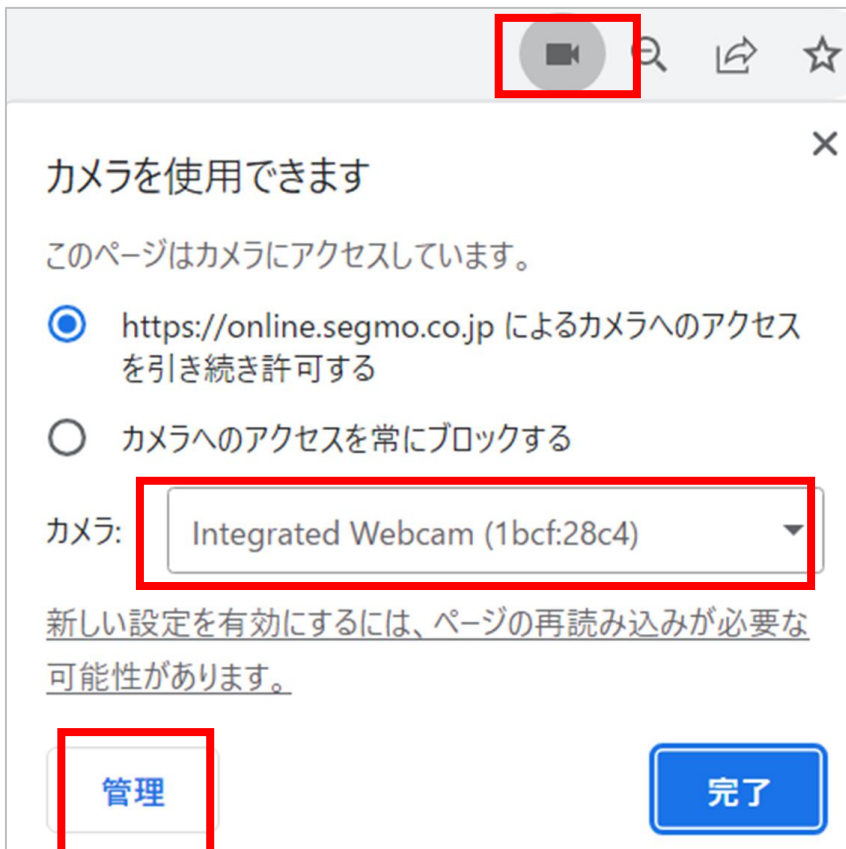 カメラを使用できます
このページはカメラにアクセスしています。
https://online.segmo.co.jp によるカメラへのアクセス
を引き続き許可する
カメラへのアクセスを常にブロックする
カメラ: Integrated Webcam (1bcf:28c4)
新しい設定を有効にするには、ページの再読み込みが必要な
可能性があります。
管理 完了